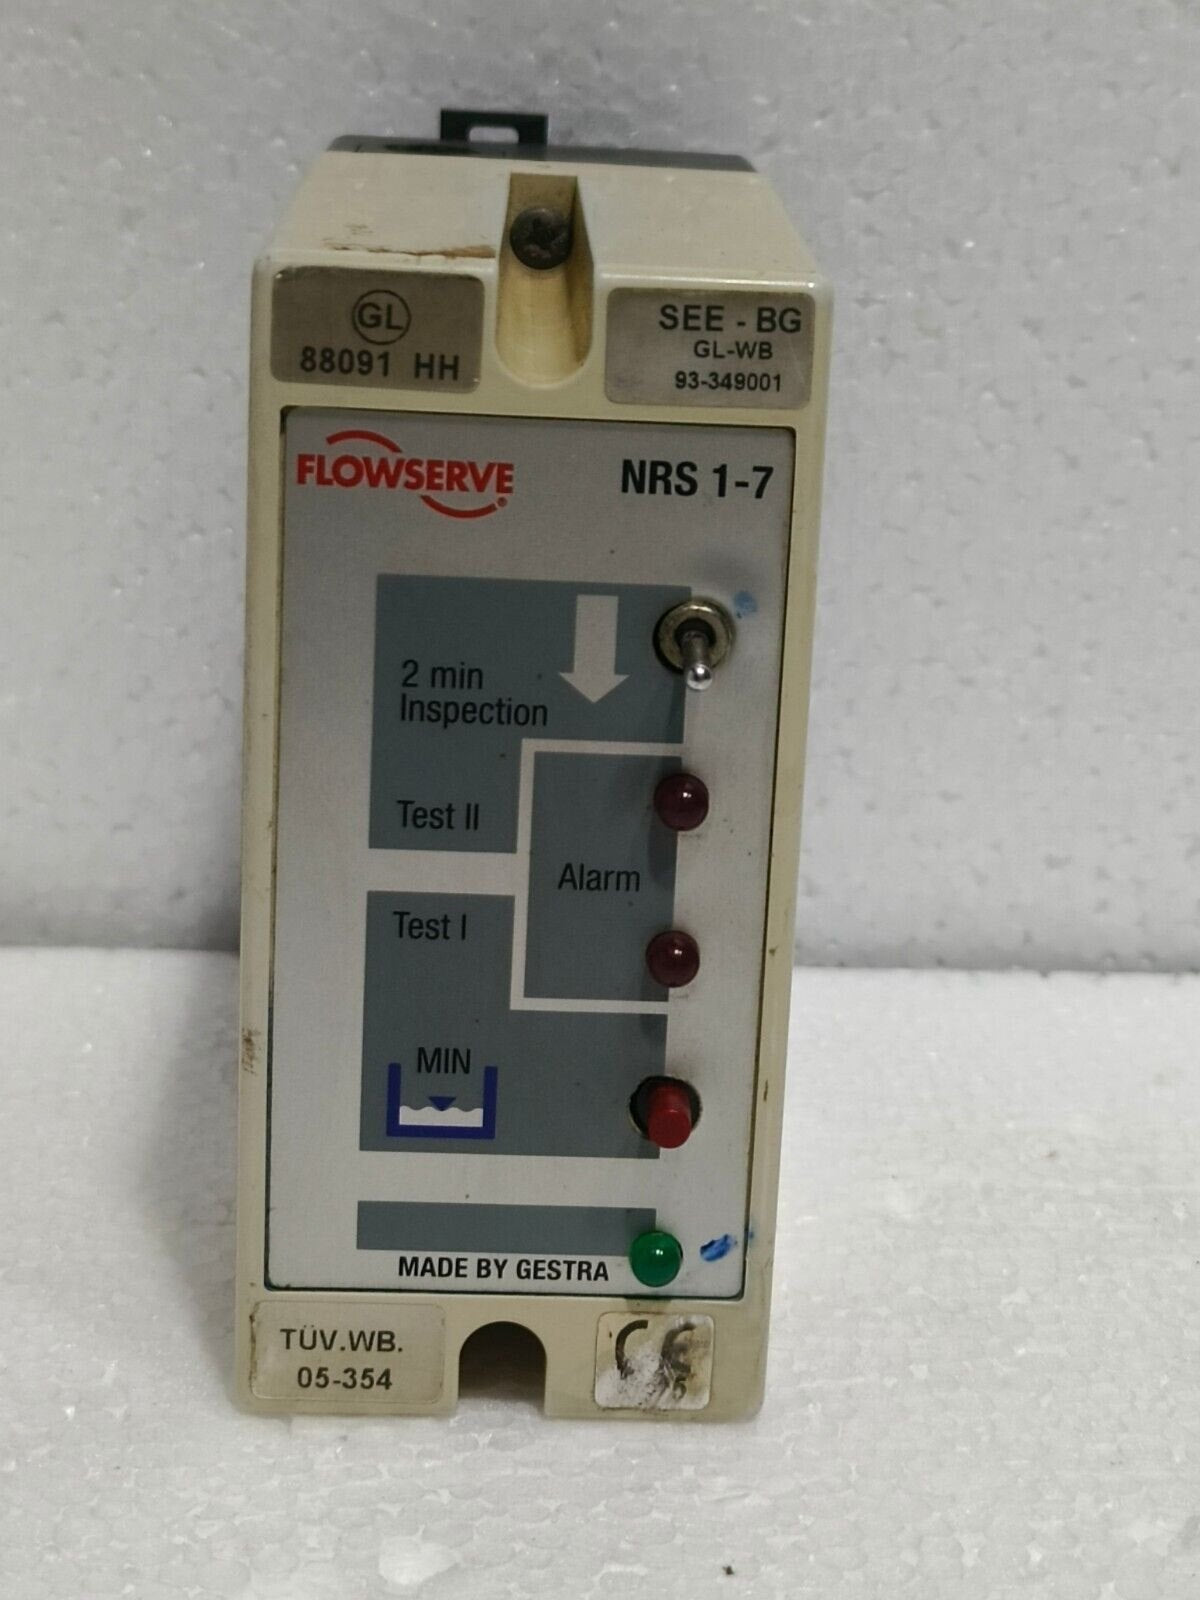 GL
88091 HH
SEE - BG
GL-WB
93-349001
FLOWSERVE
NRS 1-7
2 min
Inspection
Test II
Alarm
Test I
MIN
MADE BY GESTRA
TÜV.WB.
05-354
CE